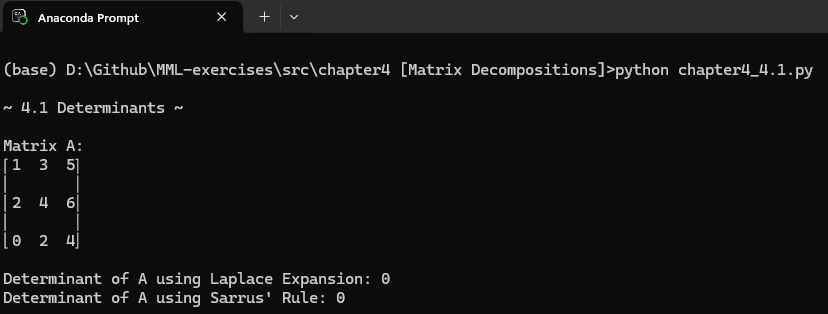 Anaconda Prompt
(base) D:\Github\MML-exercises\src\chapter4 [Matrix Decompositions]>python chapter4_4.1.py
~ 4.1 Determinants ~
Matrix A:
⎡1  3  5⎤
⎢       ⎥
⎢2  4  6⎥
⎢       ⎥
⎣0  2  4⎦
Determinant of A using Laplace Expansion: 0
Determinant of A using Sarrus' Rule: 0